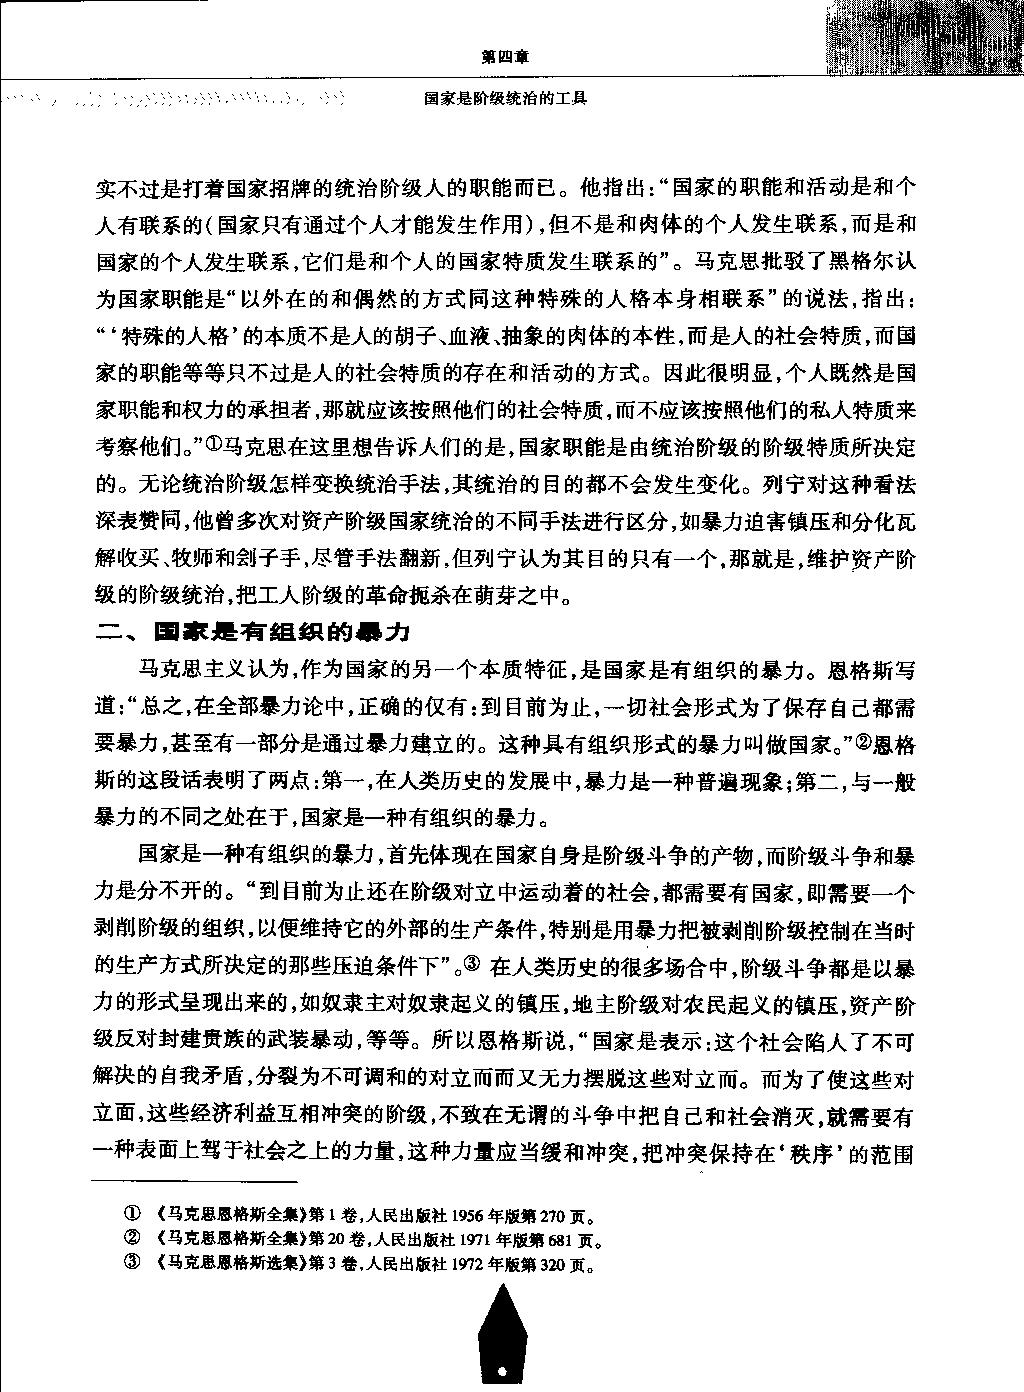 第四章
国家是阶级统治的工具
实不过是打着国家招牌的统治阶级人的职能而已。他指出:“国家的职能和活动是和个
人有联系的(国家只有通过个人才能发生作用),但不是和肉体的个人发生联系,而是和
国家的个人发生联系,它们是和个人的国家特质发生联系的”。马克思批驳了黑格尔认
为国家职能是“以外在的和偶然的方式同这种特殊的人格本身相联系”的说法,指出:
“‘特殊的人格’的本质不是人的胡子、血液、抽象的肉体的本性,而是人的社会特质,而国
家的职能等等只不过是人的社会特质的存在和活动的方式。因此很明显,个人既然是国
家职能和权力的承担者,那就应该按照他们的社会特质,而不应该按照他们的私人特质来
考察他们。”①马克思在这里想告诉人们的是,国家职能是由统治阶级的阶级特质所决定
的。无论统治阶级怎样变换统治手法,其统治的目的都不会发生变化。列宁对这种看法
深表赞同,他曾多次对资产阶级国家统治的不同手法进行区分,如暴力迫害镇压和分化瓦
解收买、牧师和刽子手,尽管手法翻新,但列宁认为其目的只有一个,那就是,维护资产阶
级的阶级统治,把工人阶级的革命扼杀在萌芽之中。
二、国家是有组织的暴力
马克思主义认为,作为国家的另一个本质特征,是国家是有组织的暴力。恩格斯写
道:“总之,在全部暴力论中,正确的仅有:到目前为止,一切社会形式为了保存自己都需
要暴力,甚至有一部分是通过暴力建立的。这种具有组织形式的暴力叫做国家。”②恩格
斯的这段话表明了两点:第一,在人类历史的发展中,暴力是一种普遍现象;第二,与一般
暴力的不同之处在于,国家是一种有组织的暴力。
国家是一种有组织的暴力,首先体现在国家自身是阶级斗争的产物,而阶级斗争和暴
力是分不开的。“到目前为止还在阶级对立中运动着的社会,都需要有国家,即需要一个
剥削阶级的组织,以便维持它的外部的生产条件,特别是用暴力把被剥削阶级控制在当时
的生产方式所决定的那些压迫条件下”。③ 在人类历史的很多场合中,阶级斗争都是以暴
力的形式呈现出来的,如奴隶主对奴隶起义的镇压,地主阶级对农民起义的镇压,资产阶
级反对封建贵族的武装暴动,等等。所以恩格斯说,“国家是表示:这个社会陷人了不可
解决的自我矛盾,分裂为不可调和的对立而而又无力摆脱这些对立而。而为了使这些对
立面,这些经济利益互相冲突的阶级,不致在无谓的斗争中把自己和社会消灭,就需要有
一种表面上驾于社会之上的力量,这种力量应当缓和冲突,把冲突保持在‘秩序’的范围
① 《马克思恩格斯全集》第1卷,人民出版社1956年版第270页。
② 《马克思恩格斯全集》第20卷,人民出版社1971年版第681页。
③ 《马克思恩格斯选集》第3卷,人民出版社1972年版第320页。